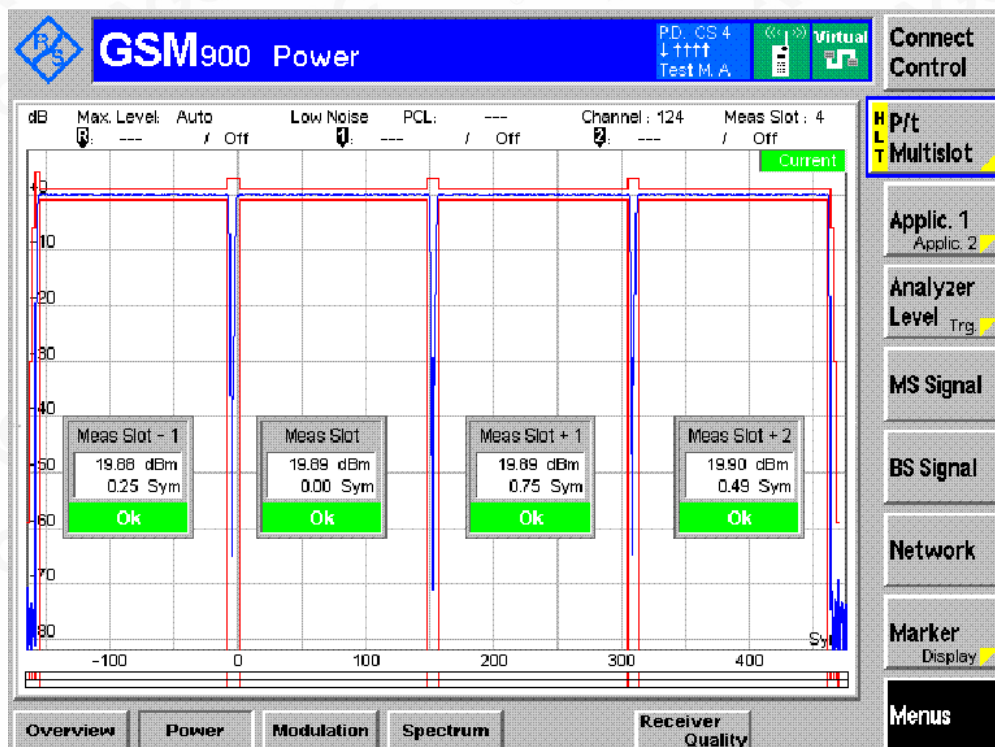 R/S
GSM900 Power
P.D. CS 4
↓ ↑↑↑↑
Test M. A
Virtual
Connect Control
dB Max. Level: Auto Low Noise PCL: --- Channel : 124 Meas Slot : 4
R: --- / Off 1: --- / Off 2: --- / Off
Current
HLT
P/t Multislot
Applic. 1
Applic. 2
Analyzer Level Trg.
MS Signal
BS Signal
Network
Marker
Display
Menus
+0
-10
-20
-30
-40
-50
-60
-70
-80
Meas Slot - 1
19.88 dBm
0.25 Sym
Ok
Meas Slot
19.89 dBm
0.00 Sym
Ok
Meas Slot + 1
19.89 dBm
0.75 Sym
Ok
Meas Slot + 2
19.90 dBm
0.49 Sym
Ok
-100 0 100 200 300 400
Overview Power Modulation Spectrum Receiver Quality